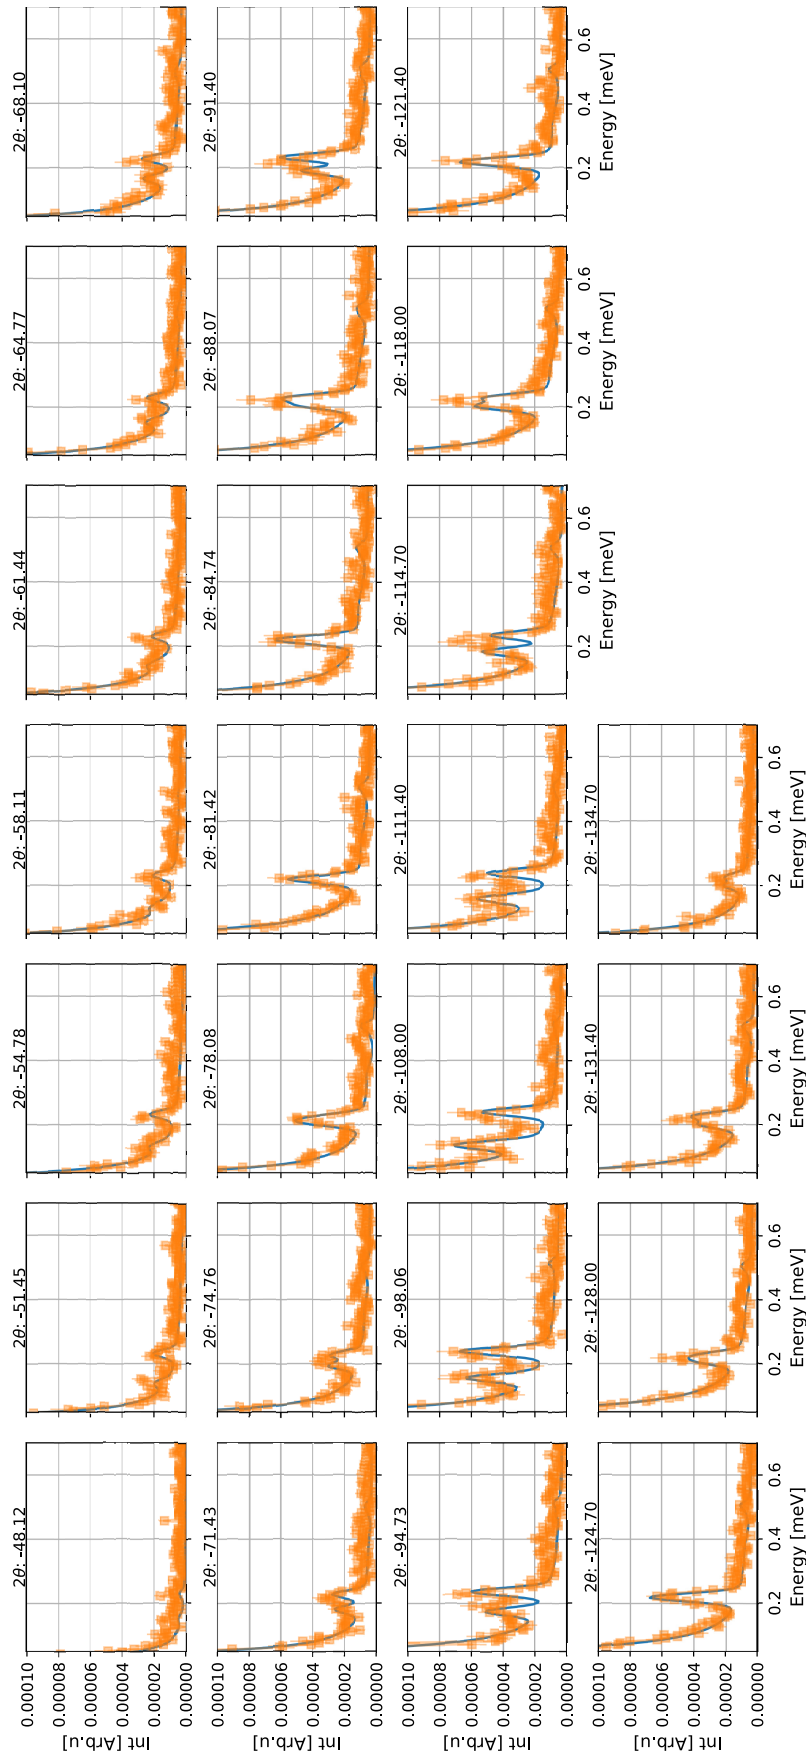 2θ: -48.12
2θ: -51.45
2θ: -54.78
2θ: -58.11
2θ: -61.44
2θ: -64.77
2θ: -68.10
0.00010
0.00008
0.00006
0.00004
0.00002
0.00000
Int [Arb.u]
2θ: -71.43
2θ: -74.76
2θ: -78.08
2θ: -81.42
2θ: -84.74
2θ: -88.07
2θ: -91.40
0.00010
0.00008
0.00006
0.00004
0.00002
0.00000
Int [Arb.u]
2θ: -94.73
2θ: -98.06
2θ: -108.00
2θ: -111.40
2θ: -114.70
2θ: -118.00
2θ: -121.40
0.00010
0.00008
0.00006
0.00004
0.00002
0.00000
Int [Arb.u]
0.2 0.4 0.6
Energy [meV]
0.2 0.4 0.6
Energy [meV]
0.2 0.4 0.6
Energy [meV]
2θ: -124.70
2θ: -128.00
2θ: -131.40
2θ: -134.70
0.00010
0.00008
0.00006
0.00004
0.00002
0.00000
Int [Arb.u]
0.2 0.4 0.6
Energy [meV]
0.2 0.4 0.6
Energy [meV]
0.2 0.4 0.6
Energy [meV]
0.2 0.4 0.6
Energy [meV]